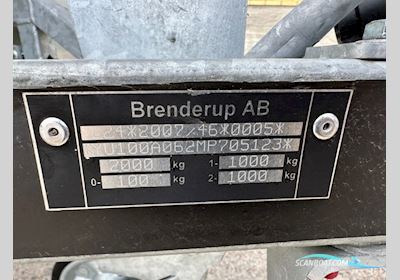 Brenderup AB
24*2007/46*0005*
U100A062MP705123*
2000 kg 1- 1000 kg
0- 100 kg 2- 1000 kg
SCANBOAT.COM